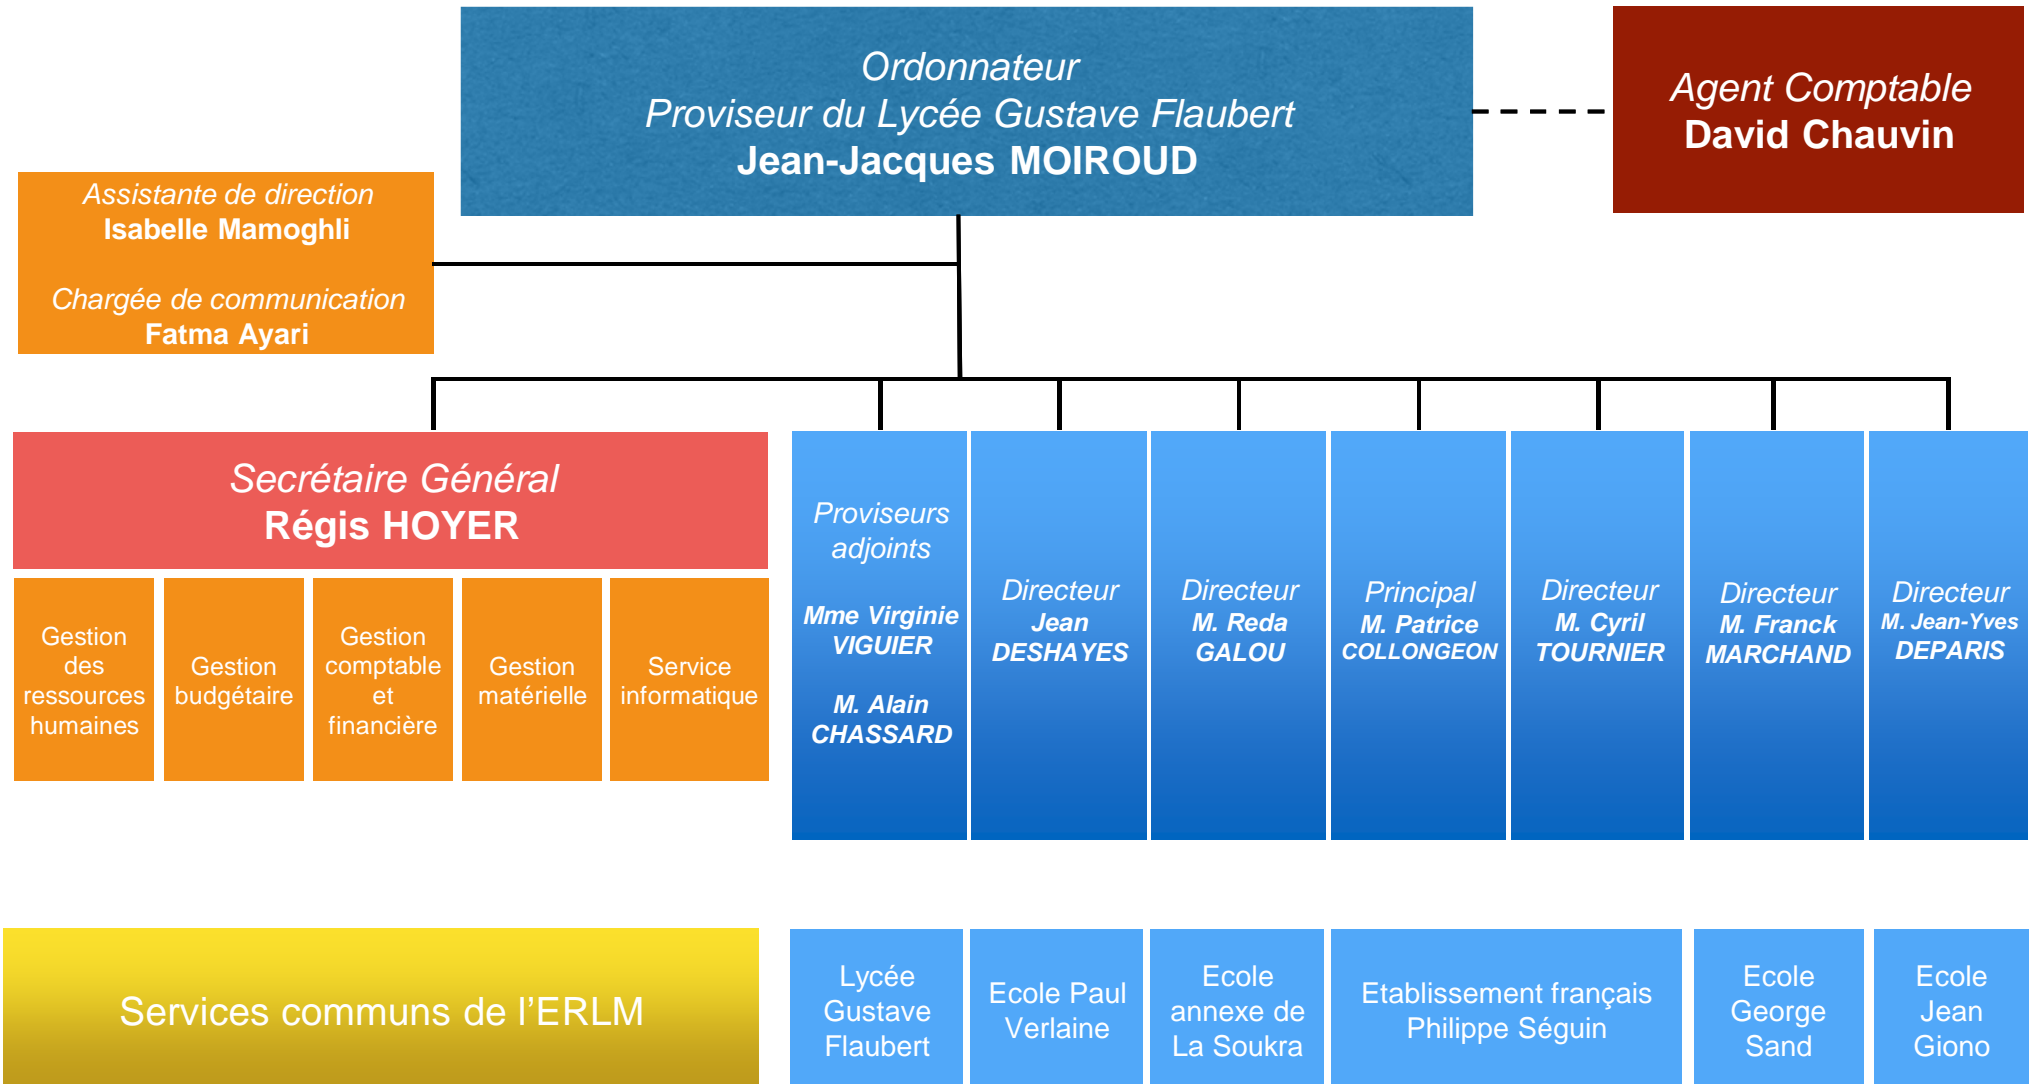 Ordonnateur
Proviseur du Lycée Gustave Flaubert
Jean-Jacques MOIROUD
Agent Comptable
David Chauvin
Assistante de direction
Isabelle Mamoghli
Chargée de communication
Fatma Ayari
Secrétaire Général
Régis HOYER
Gestion
des
ressources
humaines
Gestion
budgétaire
Gestion
comptable
et
financière
Gestion
matérielle
Service
informatique
Proviseurs
adjoints
Mme Virginie
VIGUIER
M. Alain
CHASSARD
Directeur
Jean
DESHAYES
Directeur
M. Reda
GALOU
Principal
M. Patrice
COLLONGEON
Directeur
M. Cyril
TOURNIER
Directeur
M. Franck
MARCHAND
Directeur
M. Jean-Yves
DEPARIS
Services communs de l’ERLM
Lycée
Gustave
Flaubert
Ecole Paul
Verlaine
Ecole
annexe de
La Soukra
Etablissement français
Philippe Séguin
Ecole
George
Sand
Ecole
Jean
Giono